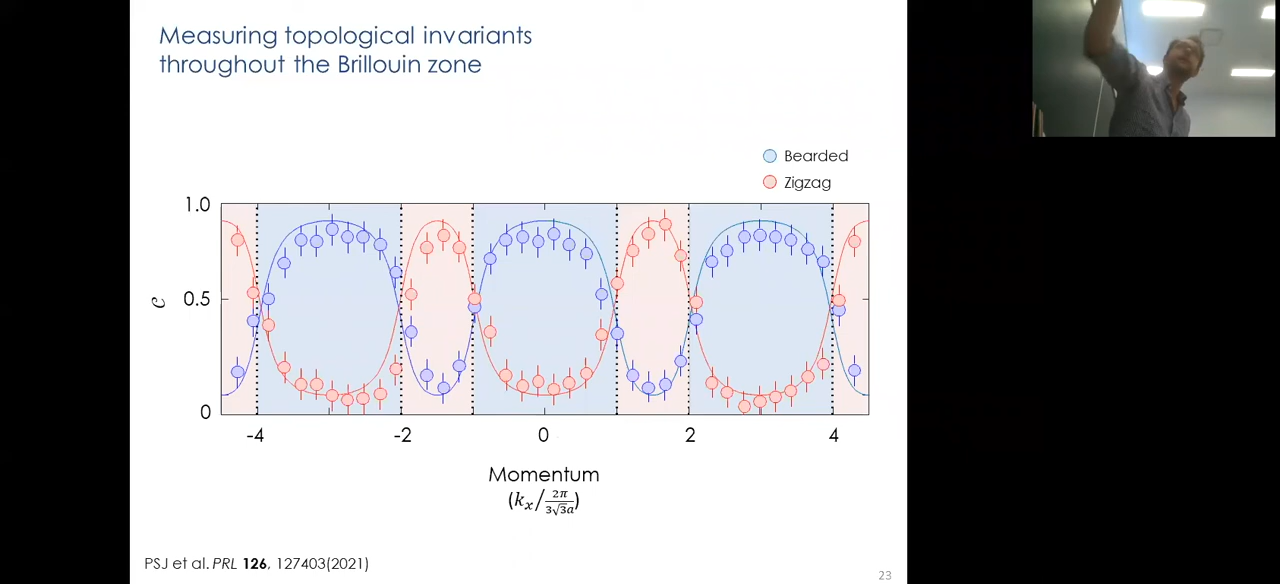 Measuring topological invariants
throughout the Brillouin zone
Bearded
Zigzag
1.0
0.5
0
𝒞
-4 -2 0 2 4
Momentum
(kₓ/2π/3√3a)
PSJ et al. PRL 126, 127403(2021)
23